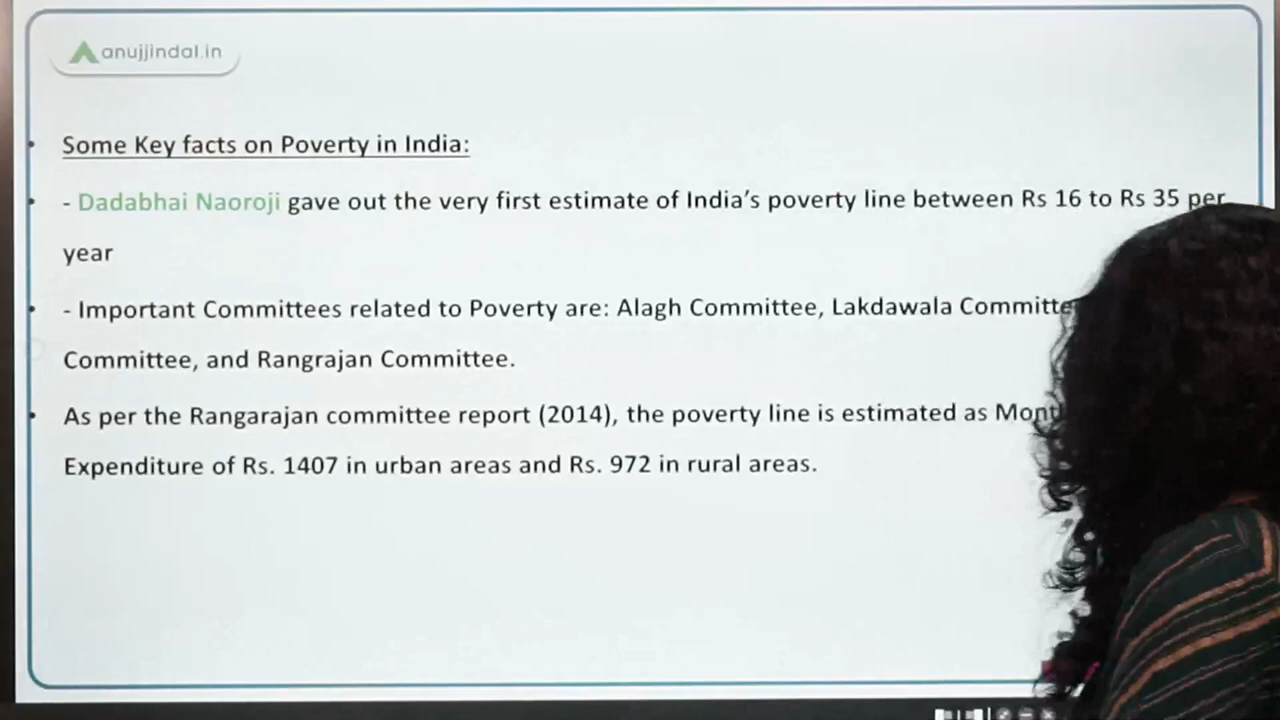 anujjindal.in
Some Key facts on Poverty in India:
- Dadabhai Naoroji gave out the very first estimate of India's poverty line between Rs 16 to Rs 35 per
year
- Important Committees related to Poverty are: Alagh Committee, Lakdawala
Committee, and Rangrajan Committee.
As per the Rangarajan committee report (2014), the poverty line is estimated as
Expenditure of Rs. 1407 in urban areas and Rs. 972 in rural areas.